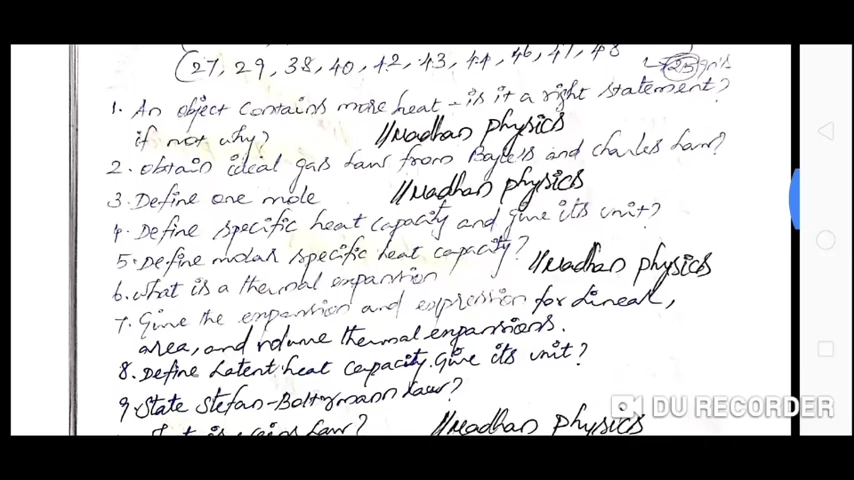 (27, 29, 38, 40, 42, 43, 44, 46, 47, 48
1. An object contains more heat - is it a right statement?
if not why? //Madhan physics
2. obtain ideal gas law from Boyle's and charles law?
3. Define one mole //Madhan physics
4. Define specific heat capacity and give its unit?
5. Define molar specific heat capacity?
6. what is a thermal expansion //Madhan physics
7. Give the expansion and expression for linear,
area, and volume thermal expansions.
8. Define Latent heat capacity. Give its unit?
9. State Stefan-Boltzmann law?
DU RECORDER
//Madhan physics